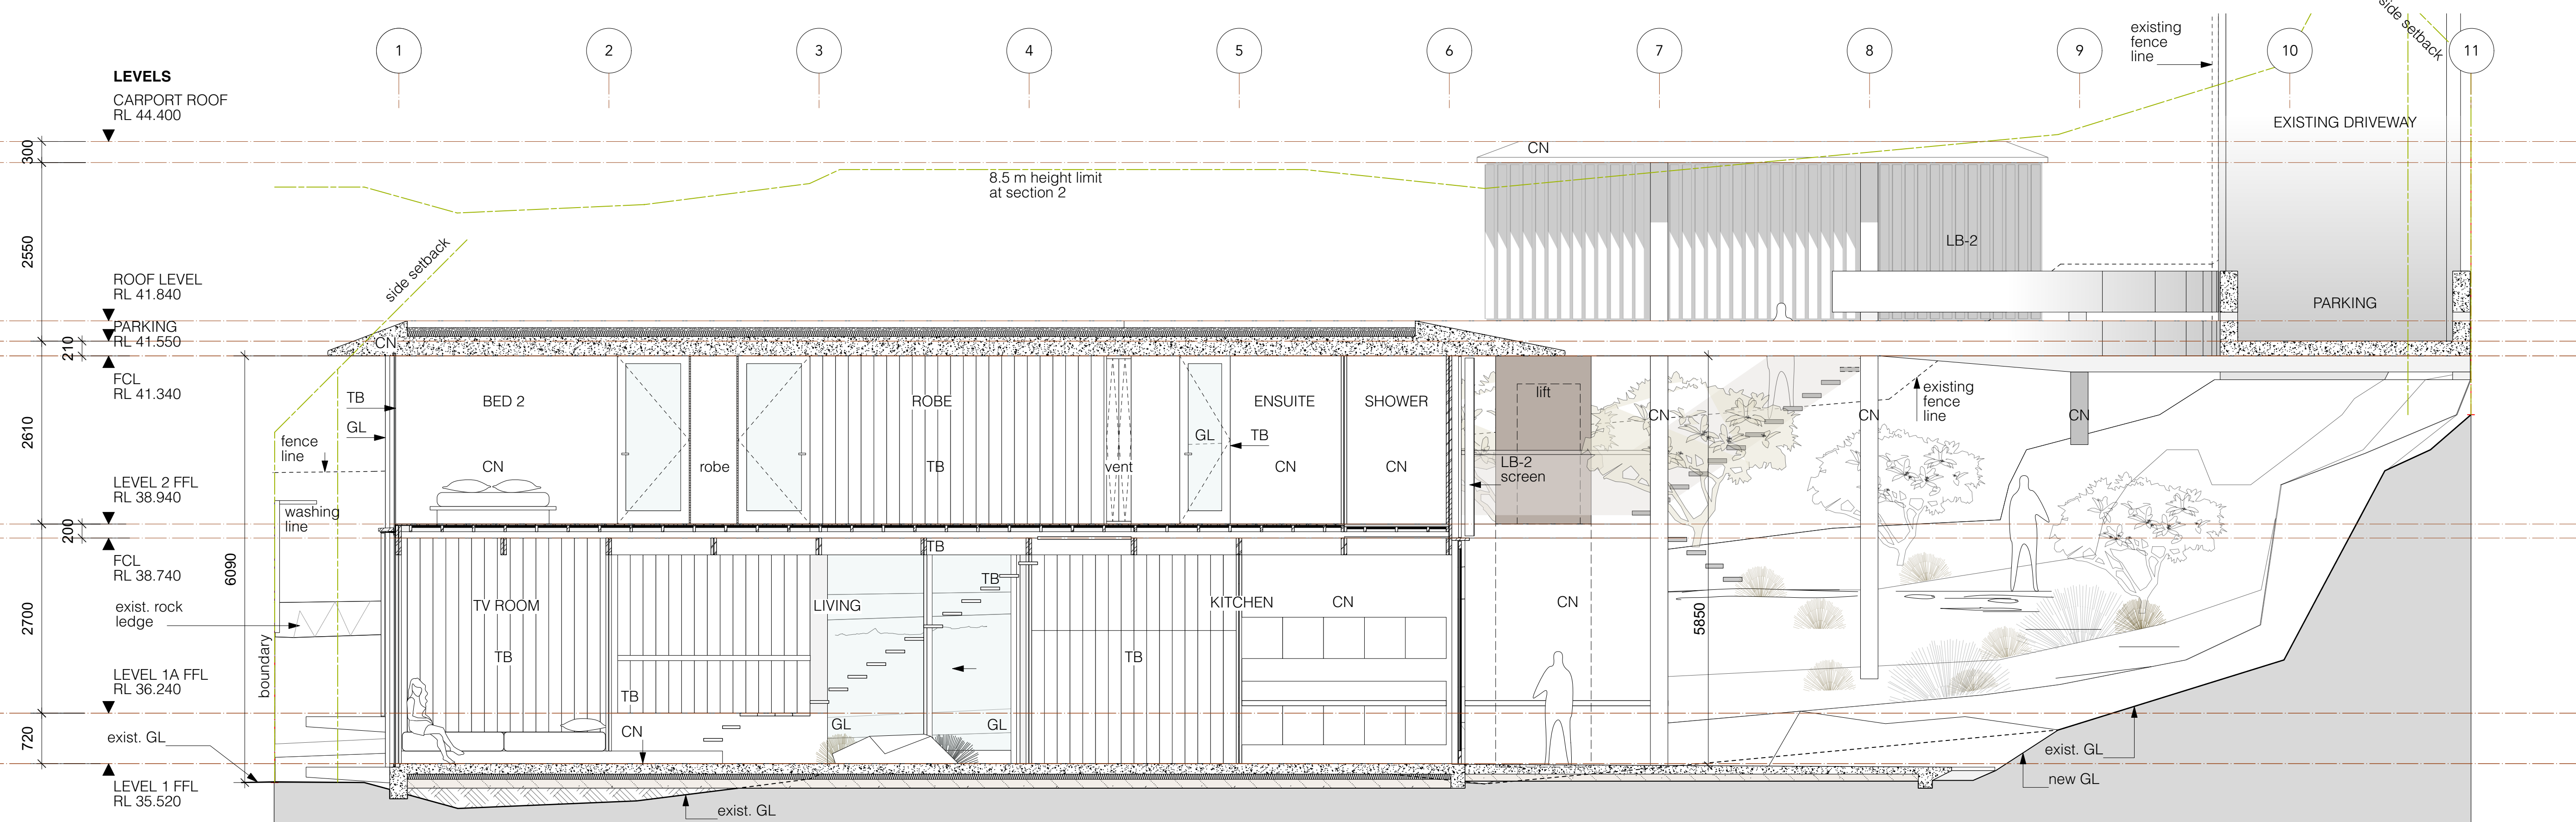 1
2
3
4
5
6
7
8
9
10
11
side setback
existing
fence
line
LEVELS
CARPORT ROOF
RL 44.400
300
CN
EXISTING DRIVEWAY
8.5 m height limit
at section 2
2550
LB-2
side setback
ROOF LEVEL
RL 41.840
PARKING
PARKING
RL 41.550
210
CN
FCL
RL 41.340
TB
GL
BED 2
ROBE
ENSUITE
SHOWER
lift
existing
fence
line
CN
CN
CN
2610
fence
line
GL
TB
CN
robe
TB
vent
CN
CN
LB-2
screen
LEVEL 2 FFL
RL 38.940
washing
line
200
TB
FCL
RL 38.740
6090
TB
exist. rock
ledge
TV ROOM
LIVING
KITCHEN
CN
CN
2700
5850
boundary
TB
TB
LEVEL 1A FFL
RL 36.240
TB
GL
GL
CN
720
exist. GL
exist. GL
new GL
LEVEL 1 FFL
RL 35.520
exist. GL